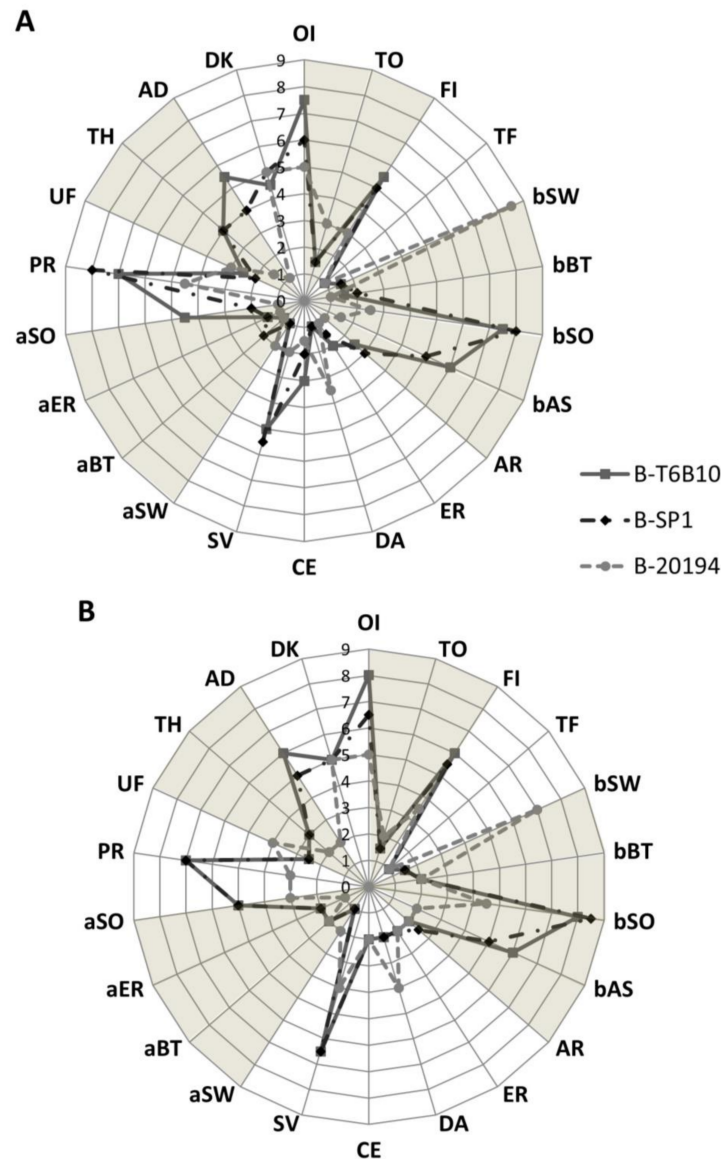 A
OI
DK TO
AD FI
TH TF
UF bSW
PR bBT
aSO bSO
aER bAS
aBT AR
aSW ER
SV DA
CE
9
8
7
6
5
4
3
2
1
0
B-T6B10
B-SP1
B-20194
B
OI
DK TO
AD FI
TH TF
UF bSW
PR bBT
aSO bSO
aER bAS
aBT AR
aSW ER
SV DA
CE
9
8
7
6
5
4
3
2
1
0